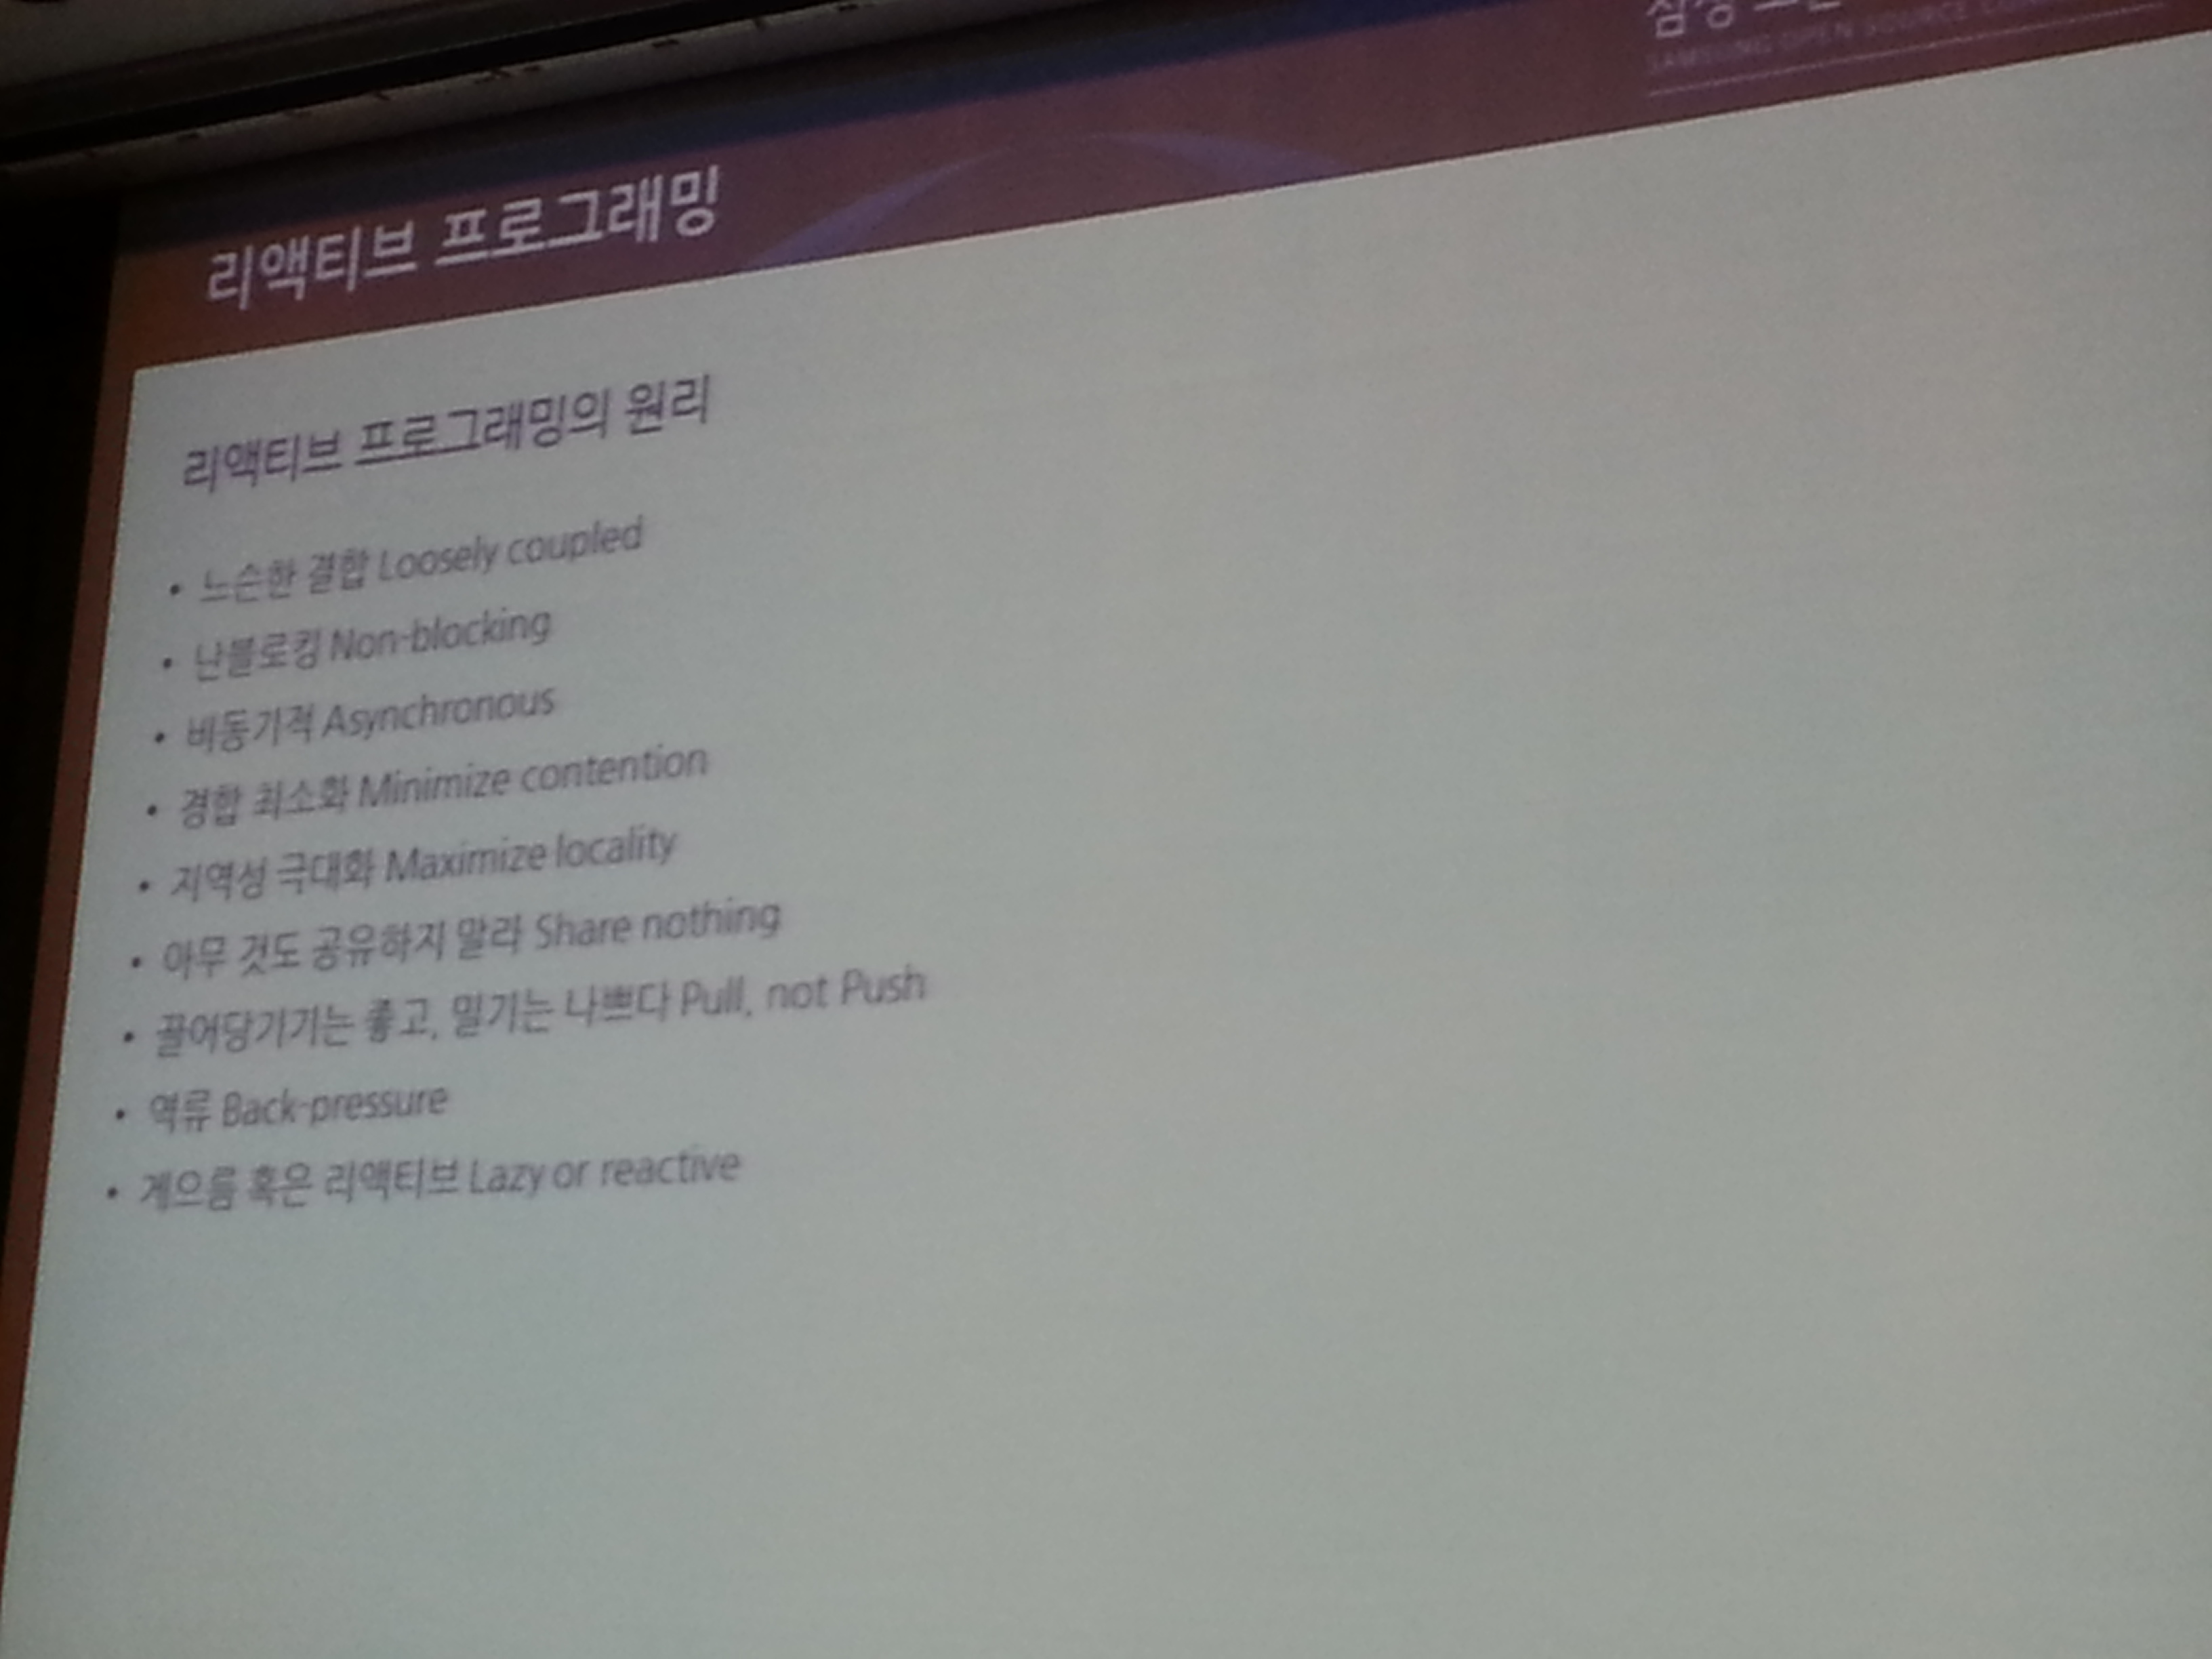 삼성
SAMSUNG OPEN SOURCE
리액티브 프로그래밍
리액티브 프로그래밍의 원리
• 느슨한 결합 Loosely coupled
• 난블로킹 Non-blocking
• 비동기적 Asynchronous
• 경합 최소화 Minimize contention
• 지역성 극대화 Maximize locality
• 아무 것도 공유하지 말라 Share nothing
• 끌어당기기는 좋고, 밀기는 나쁘다 Pull, not Push
• 역류 Back-pressure
• 게으름 혹은 리액티브 Lazy or reactive